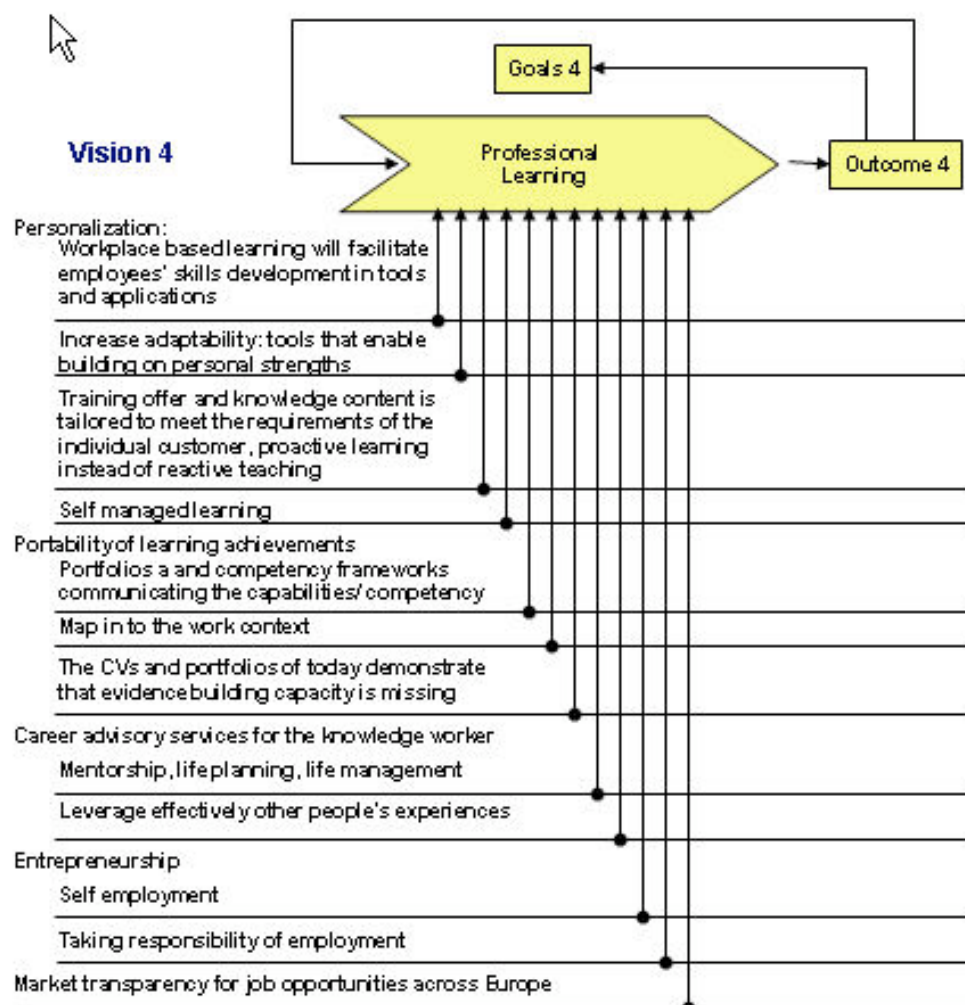 Goals 4
Vision 4
Professional
Learning
Outcome 4
Personalization:
Workplace based learning will facilitate
employees' skills development in tools
and applications
Increase adaptability: tools that enable
building on personal strengths
Training offer and knowledge content is
tailored to meet the requirements of the
individual customer, proactive learning
instead of reactive teaching
Self managed learning
Portability of learning achievements
Portfolios a and competency frameworks
communicating the capabilities/ competency
Map in to the work context
The CVs and portfolios of today demonstrate
that evidence building capacity is missing
Career advisory services for the knowledge worker
Mentorship, life planning, life management
Leverage effectively other people's experiences
Entrepreneurship
Self employment
Taking responsibility of employment
Market transparency for job opportunities across Europe